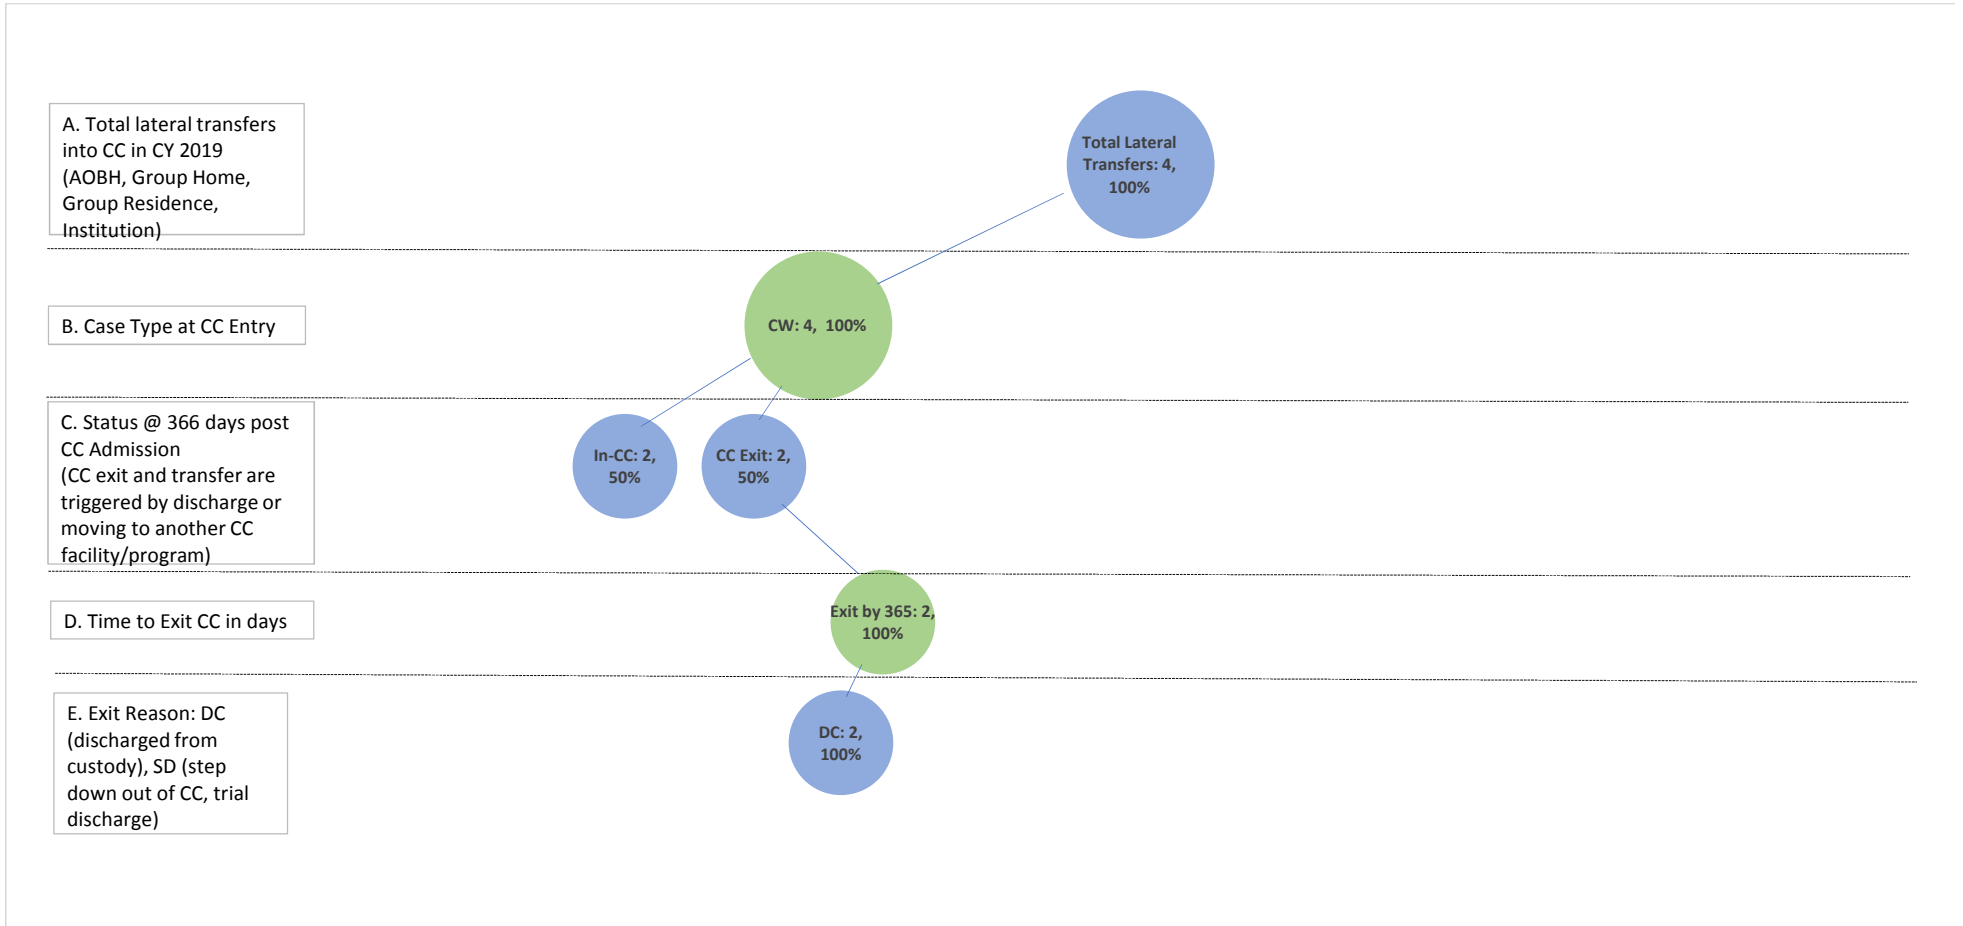 A. Total lateral transfers
into CC in CY 2019
(AOBH, Group Home,
Group Residence,
Institution)
Total Lateral
Transfers: 4,
100%
B. Case Type at CC Entry
CW: 4,  100%
C. Status @ 366 days post
CC Admission
(CC exit and transfer are
triggered by discharge or
moving to another CC
facility/program)
In-CC: 2,
50%
CC Exit: 2,
50%
D. Time to Exit CC in days
Exit by 365: 2,
100%
E. Exit Reason: DC
(discharged from
custody), SD (step
down out of CC, trial
discharge)
DC: 2,
100%